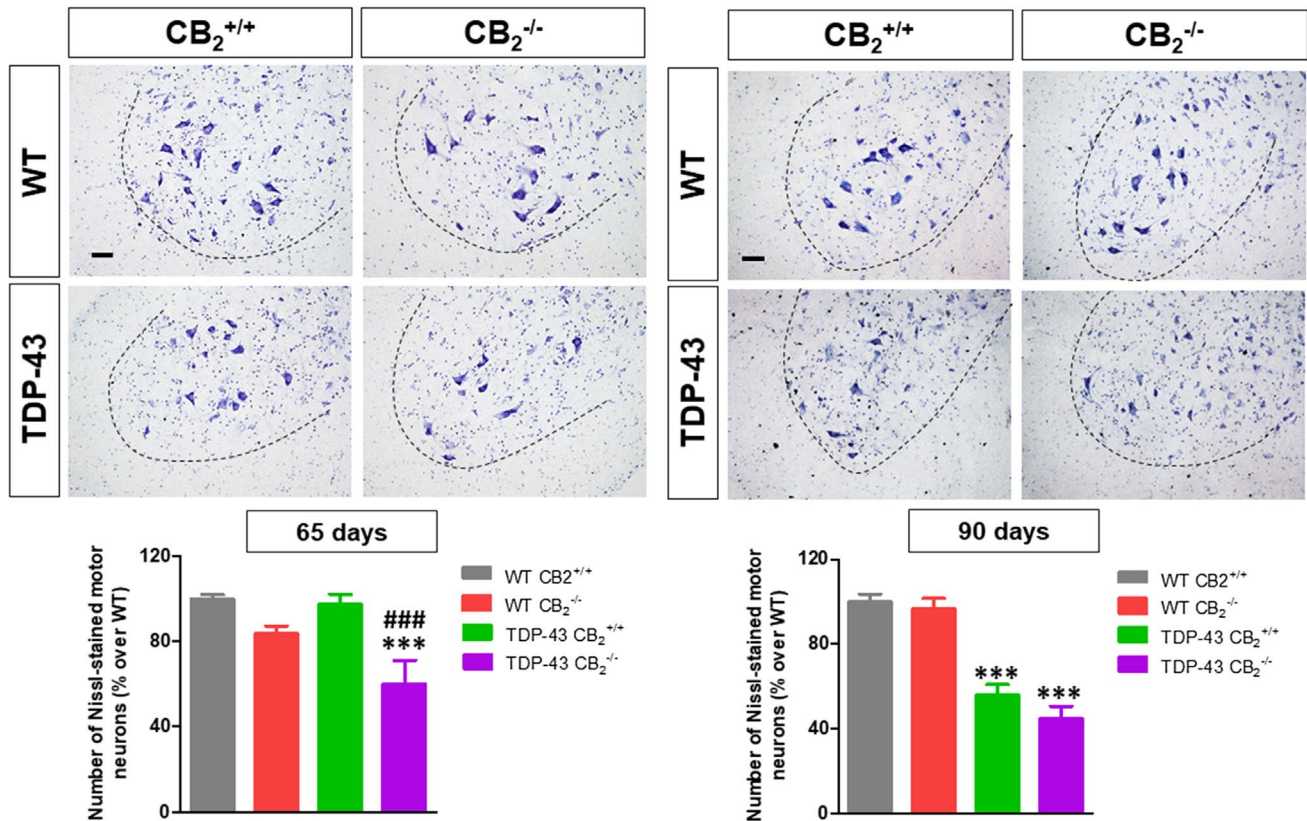 CB₂⁺/⁺ CB₂⁻/⁻ CB₂⁺/⁺ CB₂⁻/⁻
WT
WT
TDP-43
TDP-43
65 days
Number of Nissl-stained motor
neurons (% over WT)
120
80
40
0
###
***
WT CB2⁺/⁺
WT CB₂⁻/⁻
TDP-43 CB₂⁺/⁺
TDP-43 CB₂⁻/⁻
90 days
Number of Nissl-stained motor
neurons (% over WT)
120
80
40
0
***
***
WT CB2⁺/⁺
WT CB₂⁻/⁻
TDP-43 CB₂⁺/⁺
TDP-43 CB₂⁻/⁻